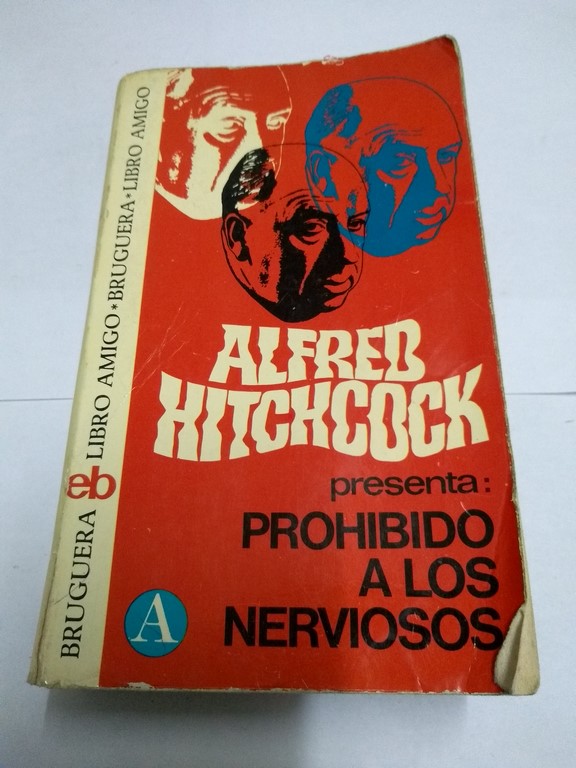 BRUGUERA eb LIBRO AMIGO*BRUGUERA*LIBRO AMIGO
ALFRED
HITCHCOCK
presenta:
PROHIBIDO
A LOS
NERVIOSOS
A